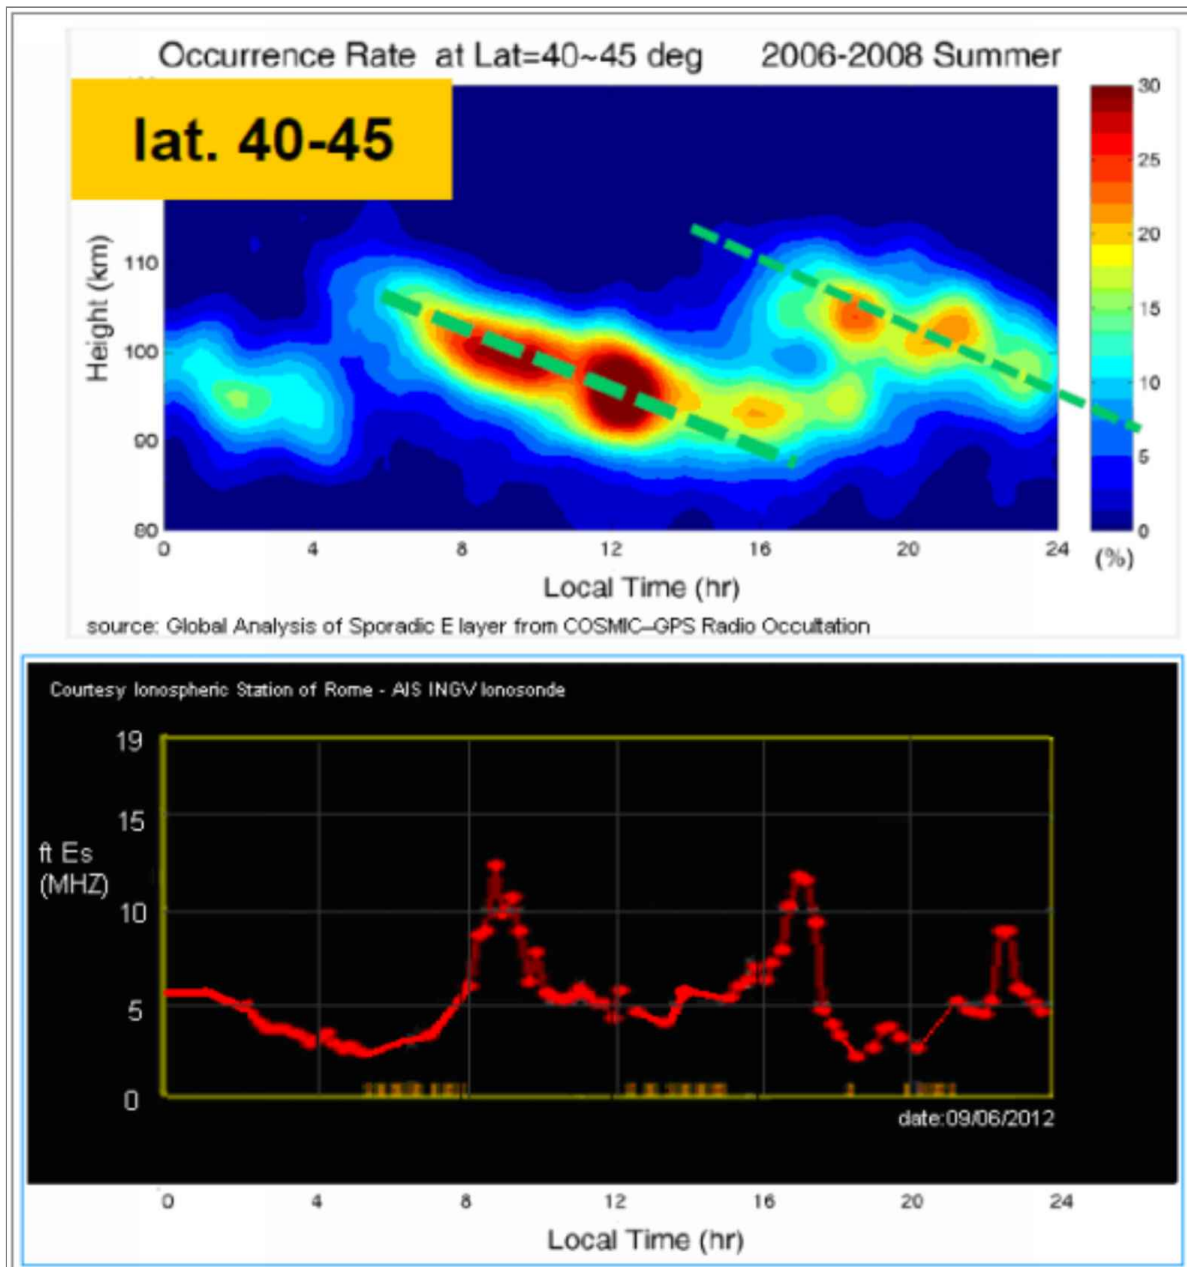 Occurrence Rate at Lat=40~45 deg 2006-2008 Summer
lat. 40-45
110
100
90
80
Height (km)
0 4 8 12 16 20 24
Local Time (hr)
30
25
20
15
10
5
0
(%)
source: Global Analysis of Sporadic E layer from COSMIC-GPS Radio Occultation
Courtesy Ionospheric Station of Rome - AIS INGV Ionosonde
19
15
10
5
0
ft Es
(MHZ)
date:09/06/2012
0 4 8 12 16 20 24
Local Time (hr)